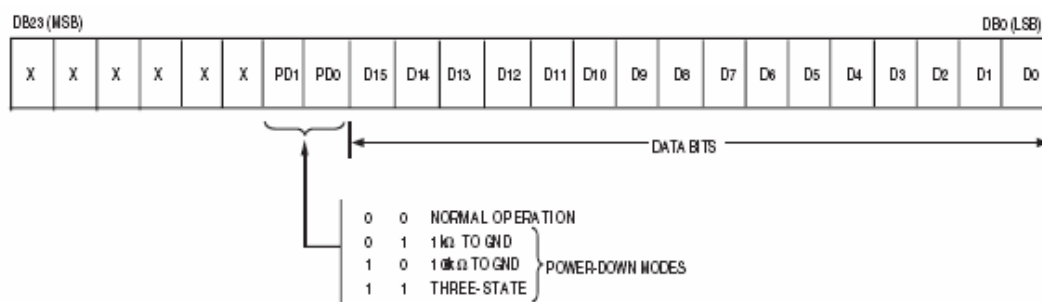 DB23 (MSB) DB0 (LSB)
X X X X X X PD1 PD0 D15 D14 D13 D12 D11 D10 D9 D8 D7 D6 D5 D4 D3 D2 D1 D0
DATA BITS
0 0 NORMAL OPERATION
0 1 1kΩ TO GND
1 0 100kΩ TO GND
1 1 THREE-STATE
POWER-DOWN MODES